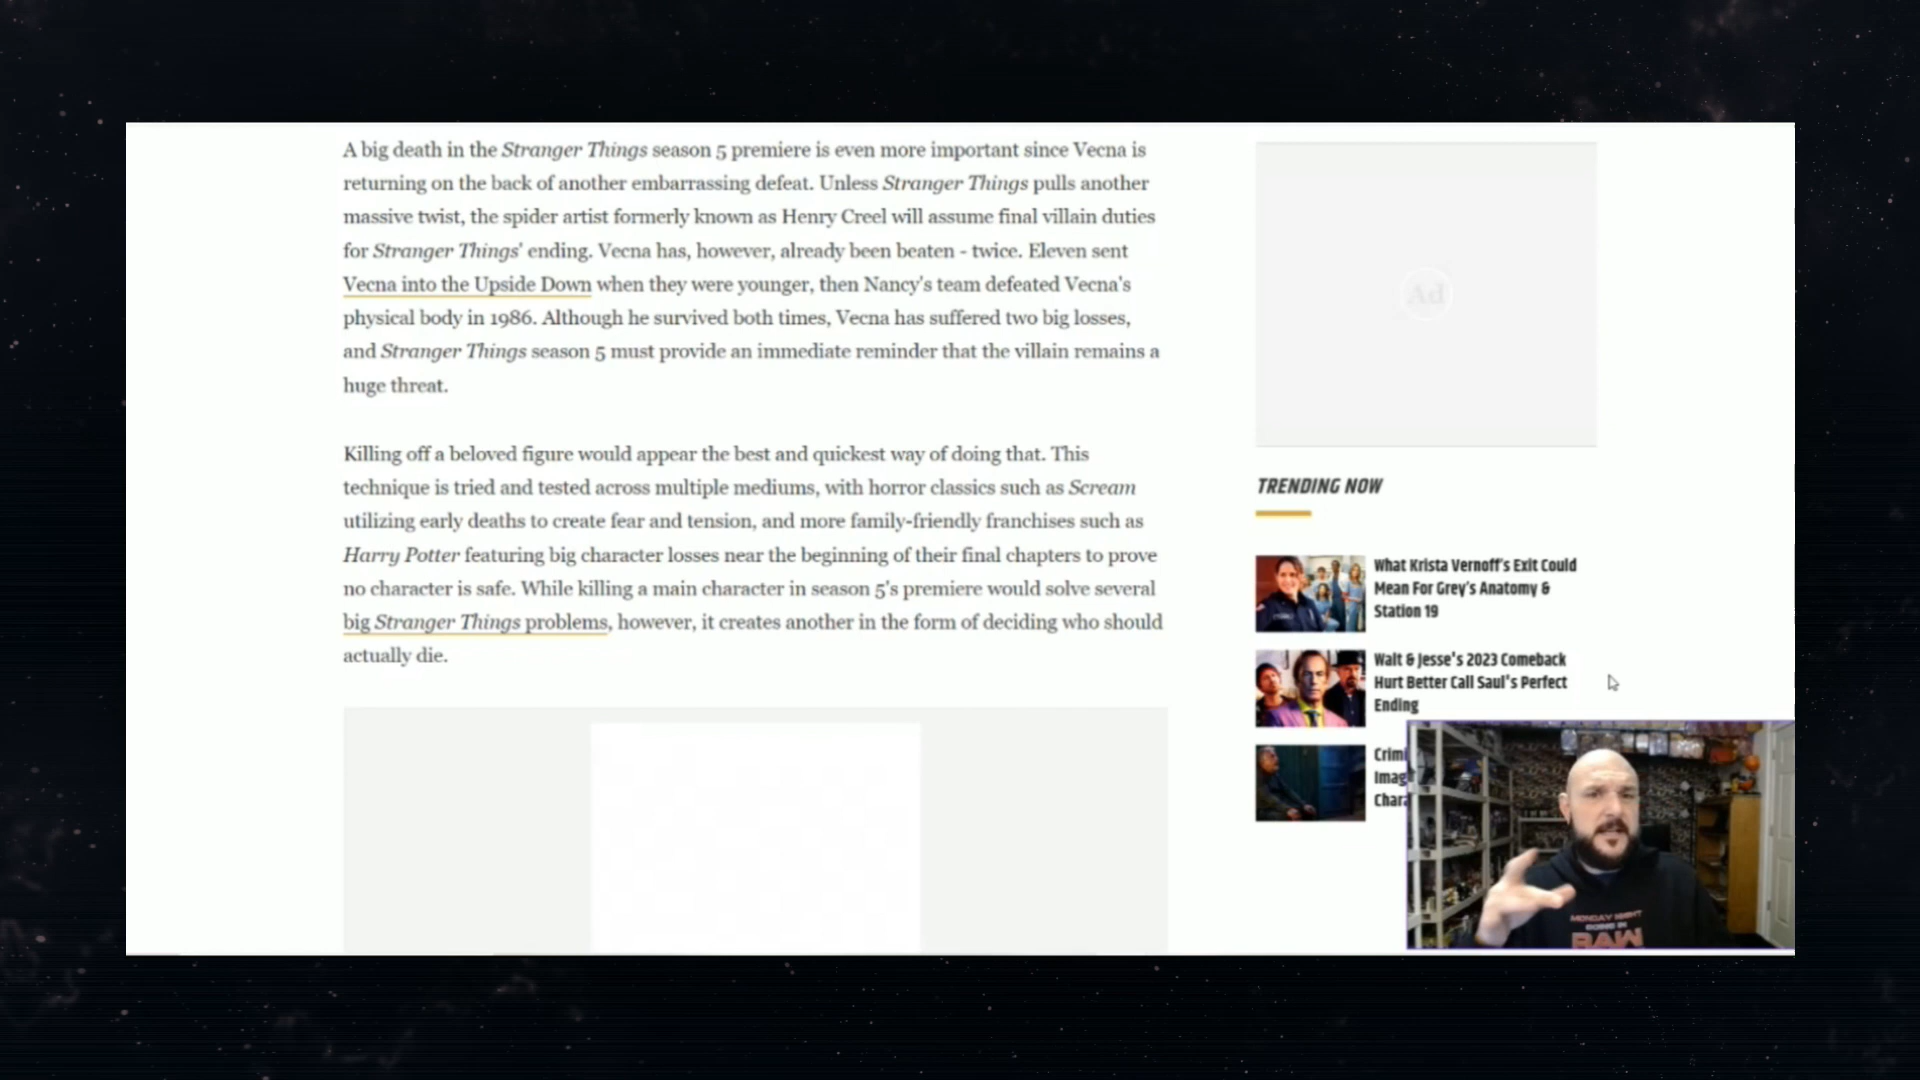 A big death in the Stranger Things season 5 premiere is even more important since Vecna is
returning on the back of another embarrassing defeat. Unless Stranger Things pulls another
massive twist, the spider artist formerly known as Henry Creel will assume final villain duties
for Stranger Things' ending. Vecna has, however, already been beaten - twice. Eleven sent
Vecna into the Upside Down when they were younger, then Nancy's team defeated Vecna's
physical body in 1986. Although he survived both times, Vecna has suffered two big losses,
and Stranger Things season 5 must provide an immediate reminder that the villain remains a
huge threat.
Killing off a beloved figure would appear the best and quickest way of doing that. This
technique is tried and tested across multiple mediums, with horror classics such as Scream
utilizing early deaths to create fear and tension, and more family-friendly franchises such as
Harry Potter featuring big character losses near the beginning of their final chapters to prove
no character is safe. While killing a main character in season 5's premiere would solve several
big Stranger Things problems, however, it creates another in the form of deciding who should
actually die.
Ad
TRENDING NOW
What Krista Vernoff's Exit Could
Mean For Grey's Anatomy &
Station 19
Walt & Jesse's 2023 Comeback
Hurt Better Call Saul's Perfect
Ending
Crim
Imag
Chara
MONDAY NIGHT
GOING IN
RAW